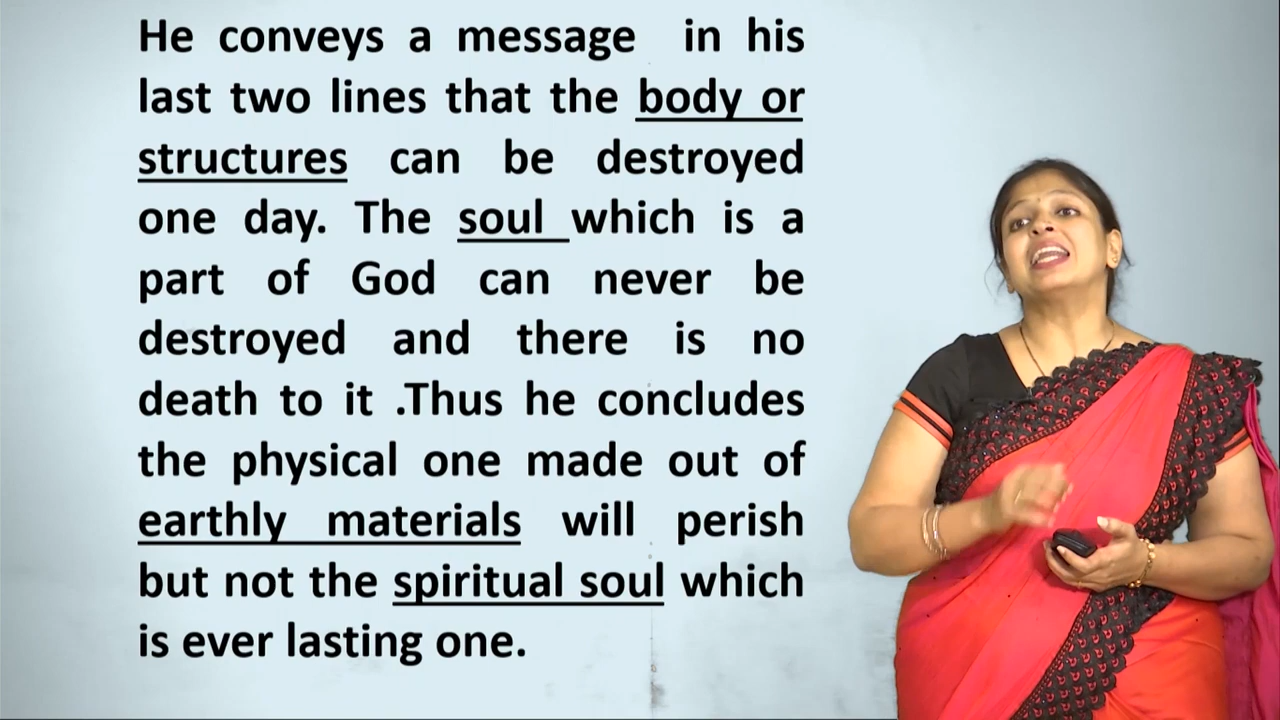 He conveys a message in his
last two lines that the body or
structures can be destroyed
one day. The soul which is a
part of God can never be
destroyed and there is no
death to it .Thus he concludes
the physical one made out of
earthly materials will perish
but not the spiritual soul which
is ever lasting one.